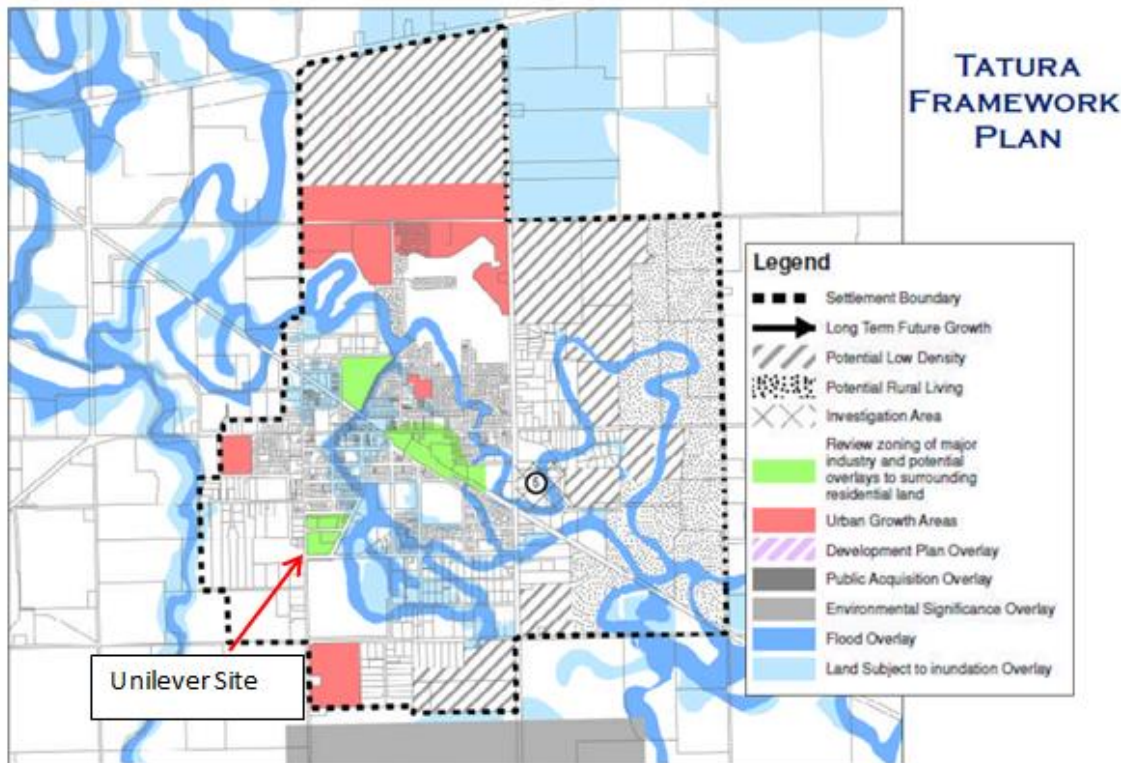 TATURA
FRAMEWORK
PLAN
Legend
Settlement Boundary
Long Term Future Growth
Potential Low Density
Potential Rural Living
Investigation Area
Review zoning of major
industry and potential
overlays to surrounding
residential land
Urban Growth Areas
Development Plan Overlay
Public Acquisition Overlay
Environmental Significance Overlay
Flood Overlay
Land Subject to inundation Overlay
Unilever Site